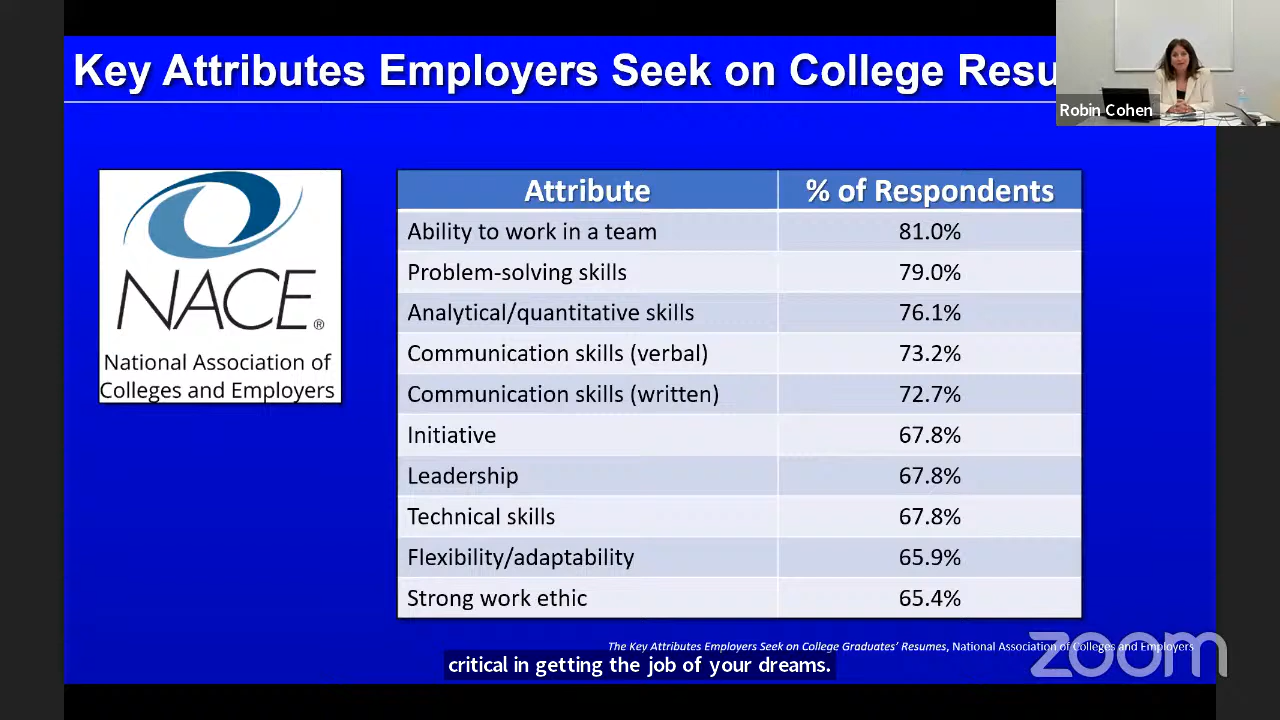 Key Attributes Employers Seek on College Resu
Robin Cohen
NACE®
National Association of
Colleges and Employers
Attribute % of Respondents
Ability to work in a team 81.0%
Problem-solving skills 79.0%
Analytical/quantitative skills 76.1%
Communication skills (verbal) 73.2%
Communication skills (written) 72.7%
Initiative 67.8%
Leadership 67.8%
Technical skills 67.8%
Flexibility/adaptability 65.9%
Strong work ethic 65.4%
The Key Attributes Employers Seek on College Graduates' Resumes, National Association of Colleges and Employers
critical in getting the job of your dreams.
zoom